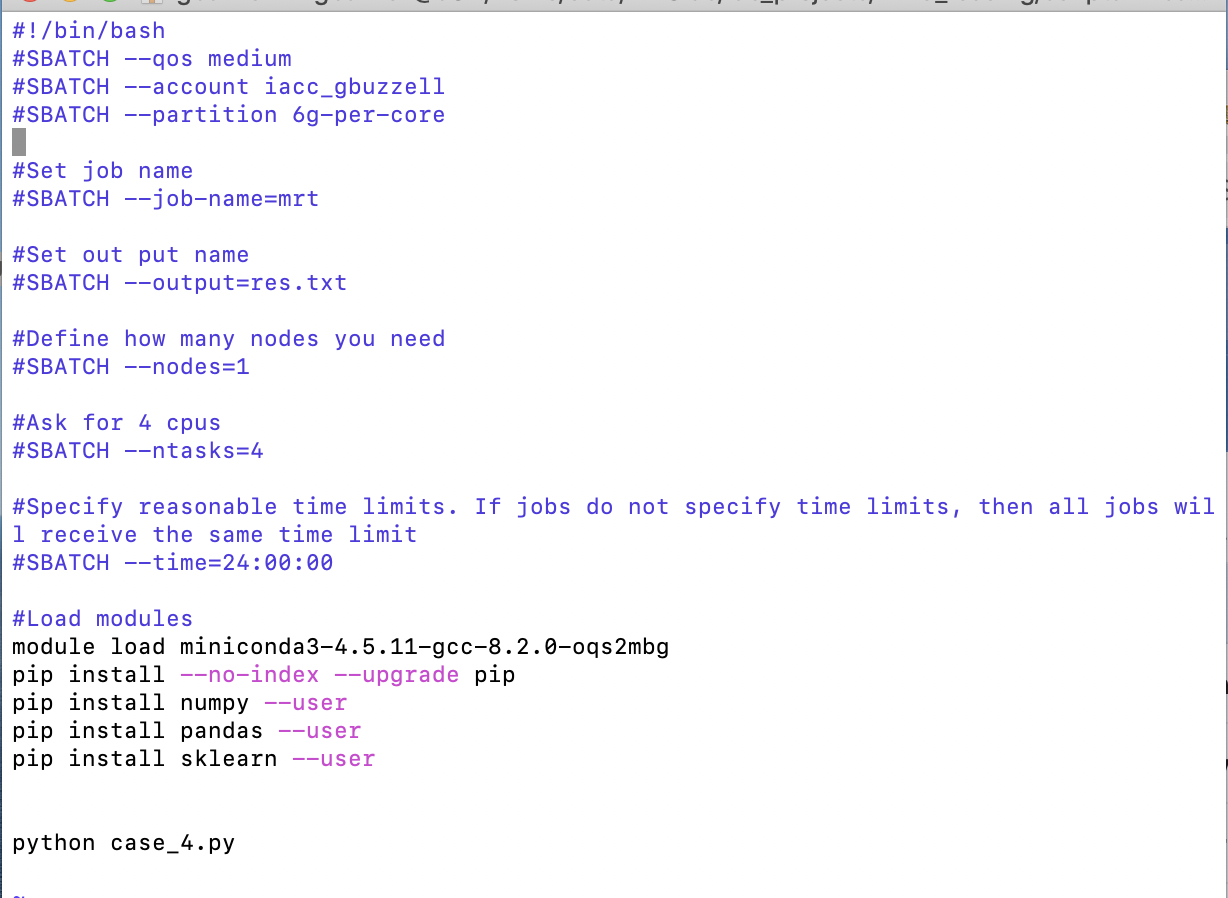 #!/bin/bash
#SBATCH --qos medium
#SBATCH --account iacc_gbuzzell
#SBATCH --partition 6g-per-core
#Set job name
#SBATCH --job-name=mrt
#Set out put name
#SBATCH --output=res.txt
#Define how many nodes you need
#SBATCH --nodes=1
#Ask for 4 cpus
#SBATCH --ntasks=4
#Specify reasonable time limits. If jobs do not specify time limits, then all jobs wil
l receive the same time limit
#SBATCH --time=24:00:00
#Load modules
module load miniconda3-4.5.11-gcc-8.2.0-oqs2mbg
pip install --no-index --upgrade pip
pip install numpy --user
pip install pandas --user
pip install sklearn --user
python case_4.py